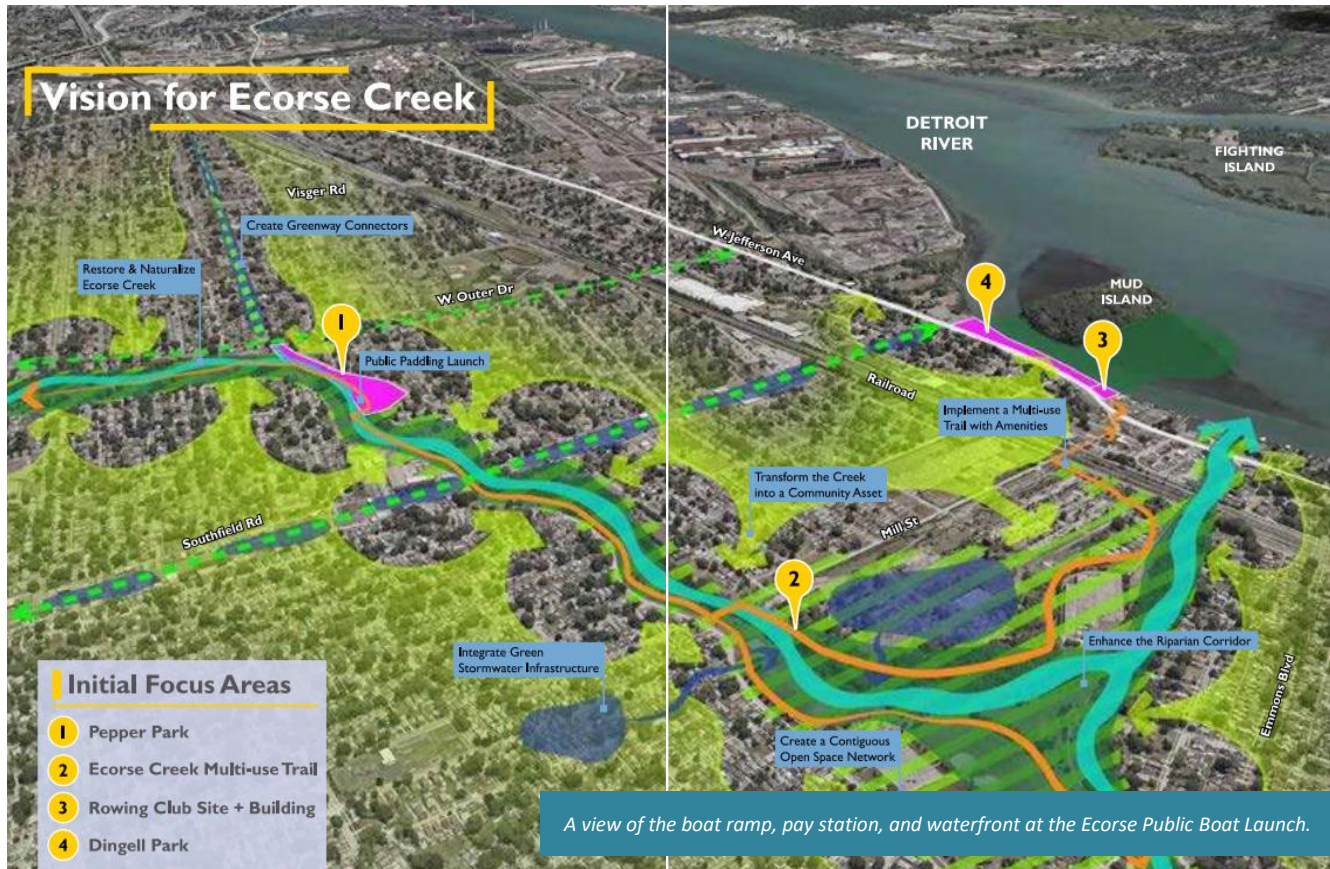 Vision for Ecorse Creek
DETROIT
RIVER
FIGHTING
ISLAND
Visger Rd
Create Greenway Connectors
W. Jefferson Ave
Restore & Naturalize
Ecorse Creek
W. Outer Dr
MUD
ISLAND
4
3
1
Public Paddling Launch
Railroad
Implement a Multi-use
Trail with Amenities
Transform the Creek
into a Community Asset
Southfield Rd
Mill St
2
Integrate Green
Stormwater Infrastructure
Enhance the Riparian Corridor
Emmons Blvd
Create a Contiguous
Open Space Network
Initial Focus Areas
1 Pepper Park
2 Ecorse Creek Multi-use Trail
3 Rowing Club Site + Building
4 Dingell Park
A view of the boat ramp, pay station, and waterfront at the Ecorse Public Boat Launch.